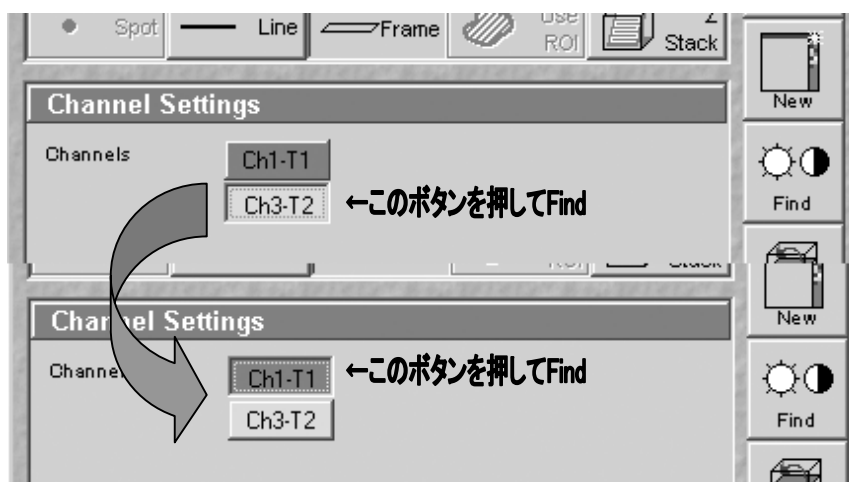 Spot Line Frame Use ROI Z Stack
Channel Settings
New
Channels Ch1-T1
Ch3-T2 ←このボタンを押してFind
Find
Channel Settings
New
Ch1-T1 ←このボタンを押してFind
Ch3-T2
Find